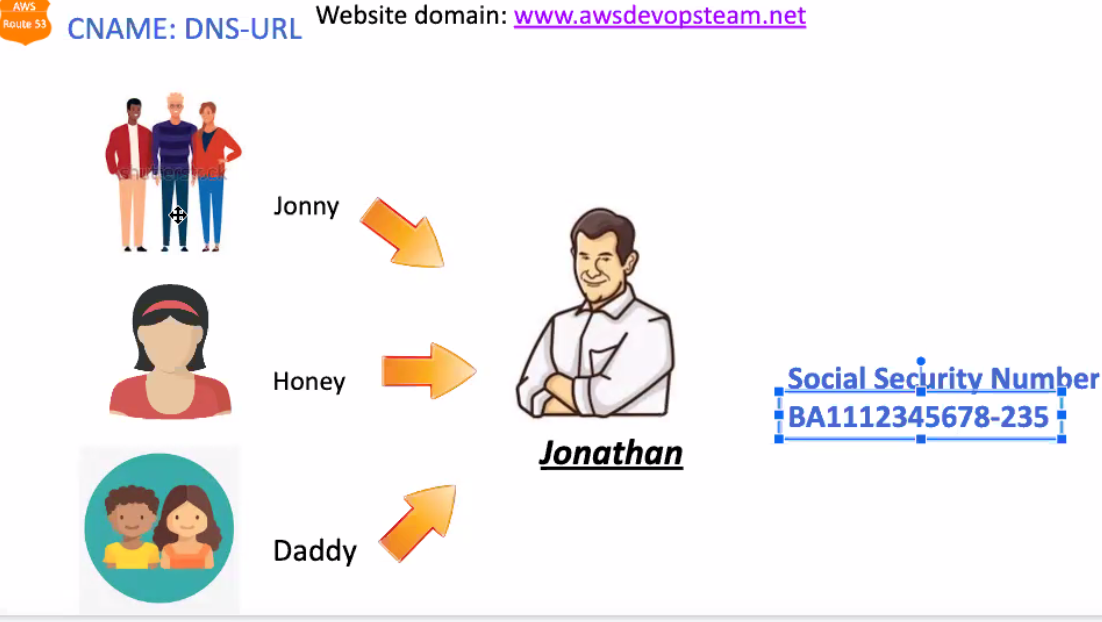 AWS
Route 53
CNAME: DNS-URL
Website domain: www.awsdevopsteam.net
shutterstock
Jonny
Honey
Jonathan
Social Security Number
BA1112345678-235
Daddy